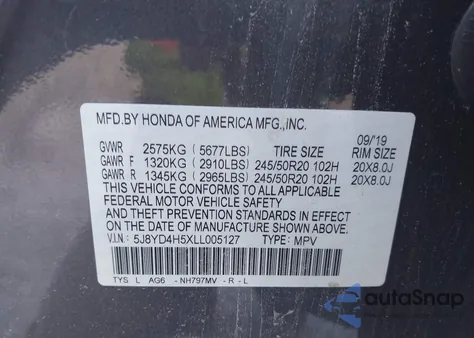 MFD.BY HONDA OF AMERICA MFG.,INC.
09/'19
GVWR 2575KG (5677LBS) TIRE SIZE RIM SIZE
GAWR F 1320KG (2910LBS) 245/50R20 102H 20X8.0J
GAWR R 1345KG (2965LBS) 245/50R20 102H 20X8.0J
THIS VEHICLE CONFORMS TO ALL APPLICABLE
FEDERAL MOTOR VEHICLE SAFETY
AND THEFT PREVENTION STANDARDS IN EFFECT
ON THE DATE OF MANUFACTURE SHOWN ABOVE.
V.I.N: 5J8YD4H5XLL005127 TYPE: MPV
TYS L AG6 -NH797MV -R-L
autoSnap